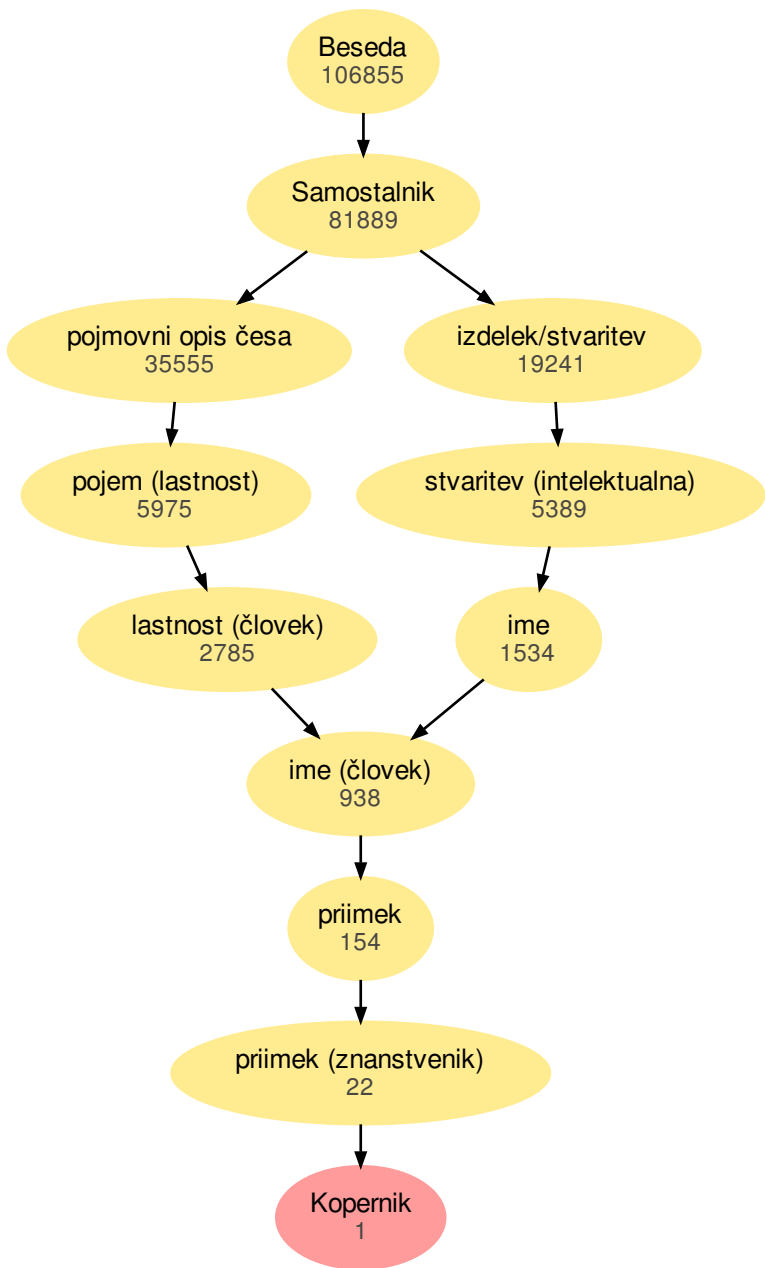 Beseda
106855
Samostalnik
81889
pojmovni opis česa
35555
izdelek/stvaritev
19241
pojem (lastnost)
5975
stvaritev (intelektualna)
5389
lastnost (človek)
2785
ime
1534
ime (človek)
938
priimek
154
priimek (znanstvenik)
22
Kopernik
1